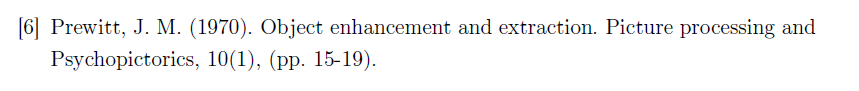 [6] Prewitt, J. M. (1970). Object enhancement and extraction. Picture processing and
Psychopictorics, 10(1), (pp. 15-19).